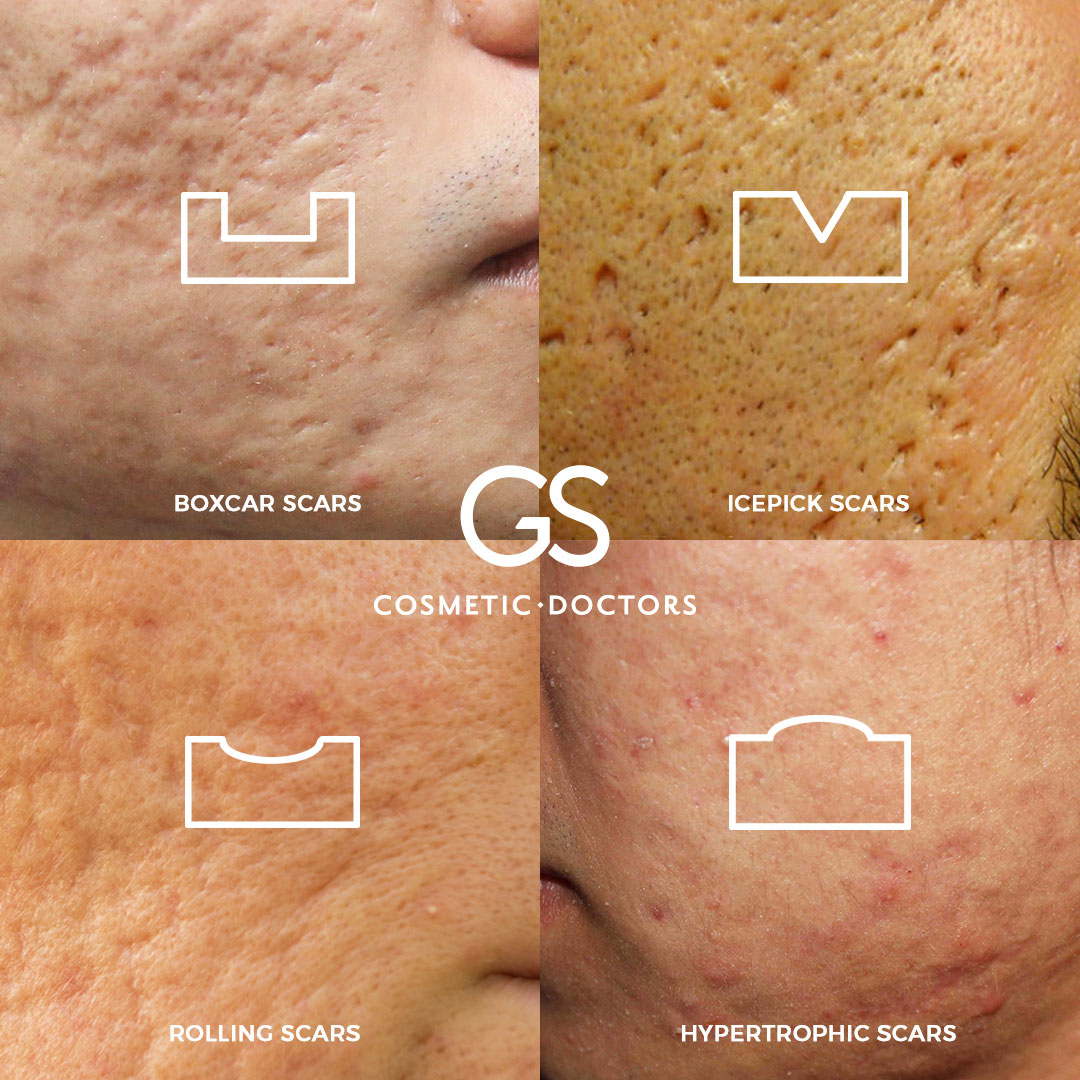 BOXCAR SCARS
ICEPICK SCARS
GS
COSMETIC·DOCTORS
ROLLING SCARS
HYPERTROPHIC SCARS